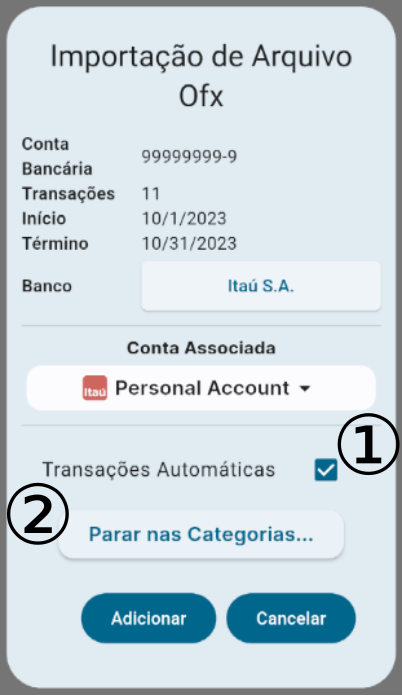 Importação de Arquivo
Ofx
Conta
Bancária
99999999-9
Transações 11
Início 10/1/2023
Término 10/31/2023
Banco Itaú S.A.
Conta Associada
Itaú Personal Account
①
Transações Automáticas
②
Parar nas Categorias...
Adicionar Cancelar